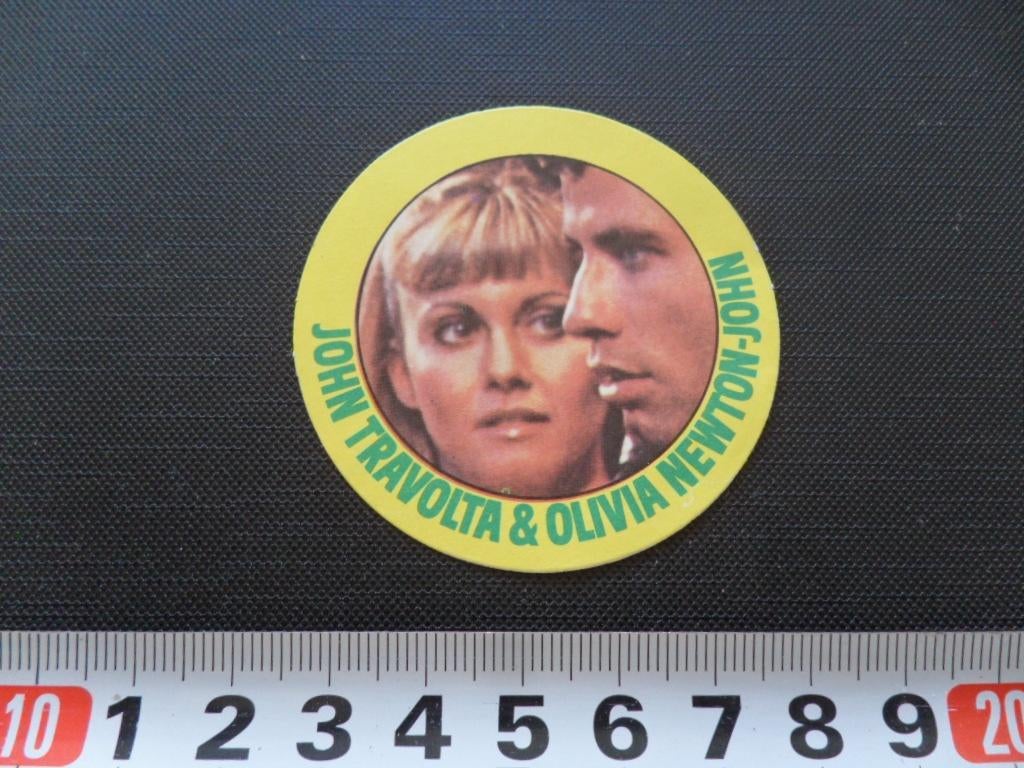 JOHN TRAVOLTA & OLIVIA NEWTON-JOHN
10 1 2 3 4 5 6 7 8 9 20